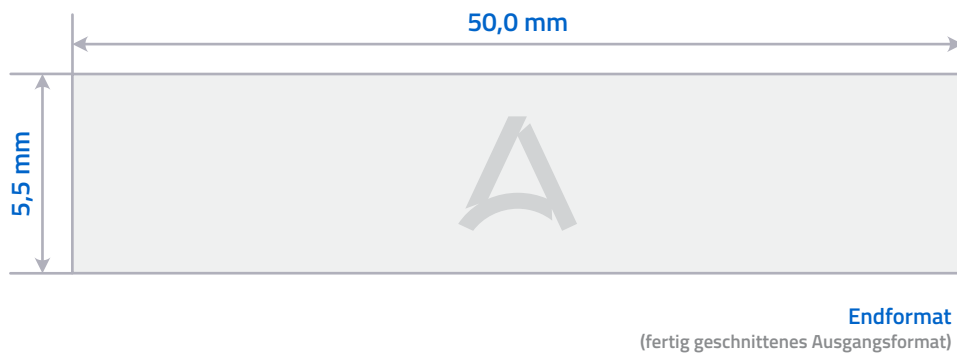 50,0 mm
5,5 mm
Endformat
(fertig geschnittenes Ausgangsformat)